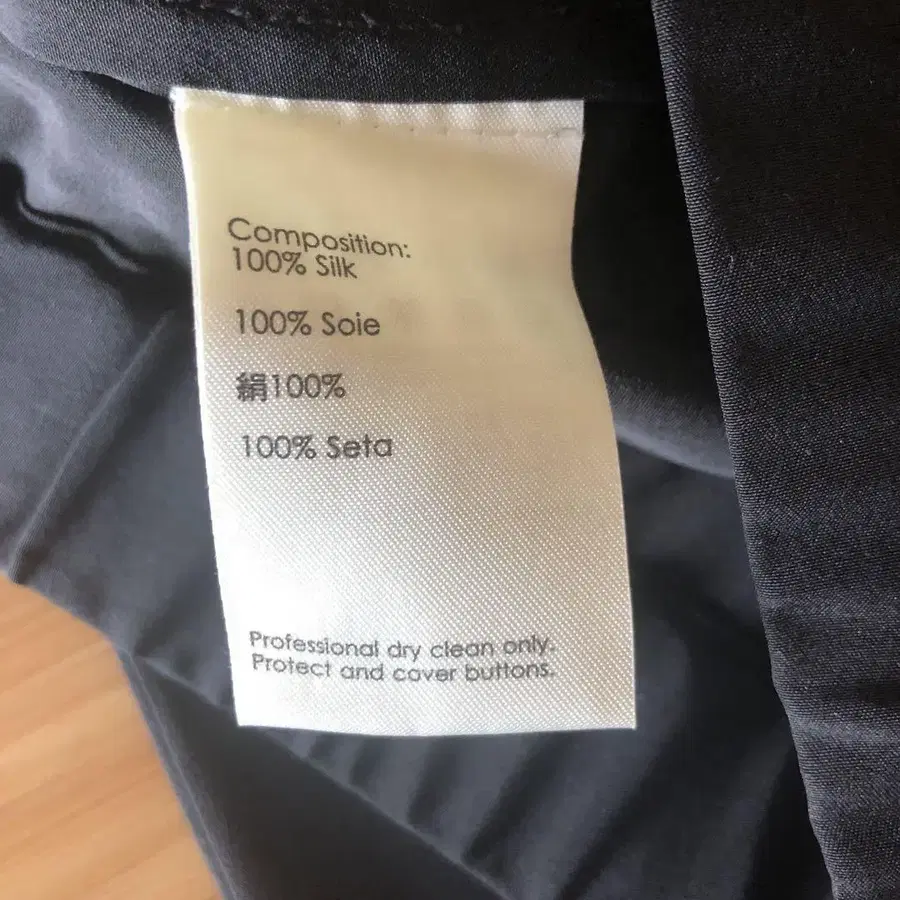 Composition:
100% Silk
100% Soie
絹100%
100% Seta
Professional dry clean only.
Protect and cover buttons.